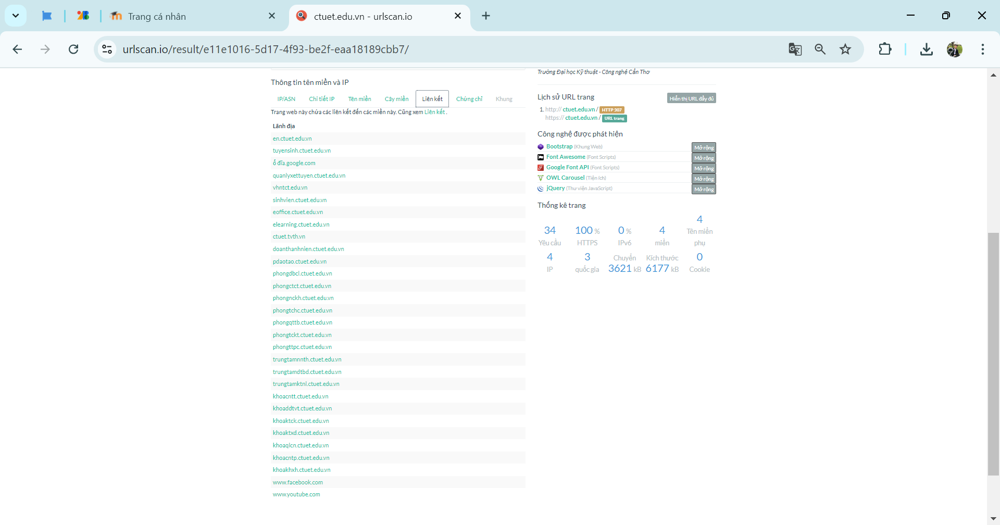 Trang cá nhân
ctuet.edu.vn - urlscan.io
urlscan.io/result/e11e1016-5d17-4f93-be2f-eaa18189cbb7/
Thông tin tên miền và IP
IP/ASN
Chi tiết IP
Tên miền
Cây miền
Liên kết
Chứng chỉ
Khung
Trang web này chứa các liên kết đến các miền này. Cũng xem Liên kết .
Lãnh địa
en.ctuet.edu.vn
tuyensinh.ctuet.edu.vn
ổ đĩa.google.com
quanlyxettuyen.ctuet.edu.vn
vhntct.edu.vn
sinhvien.ctuet.edu.vn
eoffice.ctuet.edu.vn
elearning.ctuet.edu.vn
ctuet.tvth.vn
doanthanhnien.ctuet.edu.vn
pdaotao.ctuet.edu.vn
phongdbcl.ctuet.edu.vn
phongctct.ctuet.edu.vn
phongnckh.ctuet.edu.vn
phongtchc.ctuet.edu.vn
phongqttb.ctuet.edu.vn
phongtckt.ctuet.edu.vn
phongttpc.ctuet.edu.vn
trungtamnnth.ctuet.edu.vn
trungtamdtbd.ctuet.edu.vn
trungtamktnl.ctuet.edu.vn
khoacntt.ctuet.edu.vn
khoaddtvt.ctuet.edu.vn
khoaktck.ctuet.edu.vn
khoaktxd.ctuet.edu.vn
khoaqlcn.ctuet.edu.vn
khoacntp.ctuet.edu.vn
khoakhxh.ctuet.edu.vn
www.facebook.com
www.youtube.com
Trường Đại học Kỹ thuật - Công nghệ Cần Thơ
Lịch sử URL trang
Hiển thị URL đầy đủ
1. http:// ctuet.edu.vn / HTTP 307
https:// ctuet.edu.vn / URL trang
Công nghệ được phát hiện
Bootstrap (Khung Web) Mở rộng
Font Awesome (Font Scripts) Mở rộng
Google Font API (Font Scripts) Mở rộng
OWL Carousel (Tiện ích) Mở rộng
jQuery (Thư viện JavaScript) Mở rộng
Thống kê trang
34
Yêu cầu
100 %
HTTPS
0 %
IPv6
4
miền
4
Tên miền
phụ
4
IP
3
quốc gia
Chuyển
3621 kB
Kích thước
6177 kB
0
Cookie